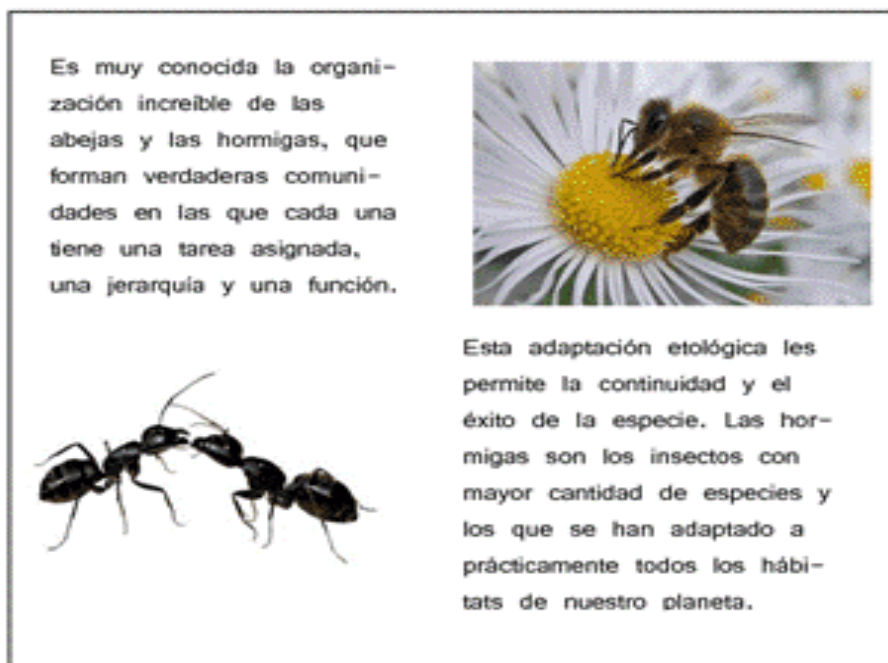 Es muy conocida la organi-
zación increíble de las
abejas y las hormigas, que
forman verdaderas comuni-
dades en las que cada una
tiene una tarea asignada,
una jerarquía y una función.
Esta adaptación etológica les
permite la continuidad y el
éxito de la especie. Las hor-
migas son los insectos con
mayor cantidad de especies y
los que se han adaptado a
prácticamente todos los hábi-
tats de nuestro planeta.